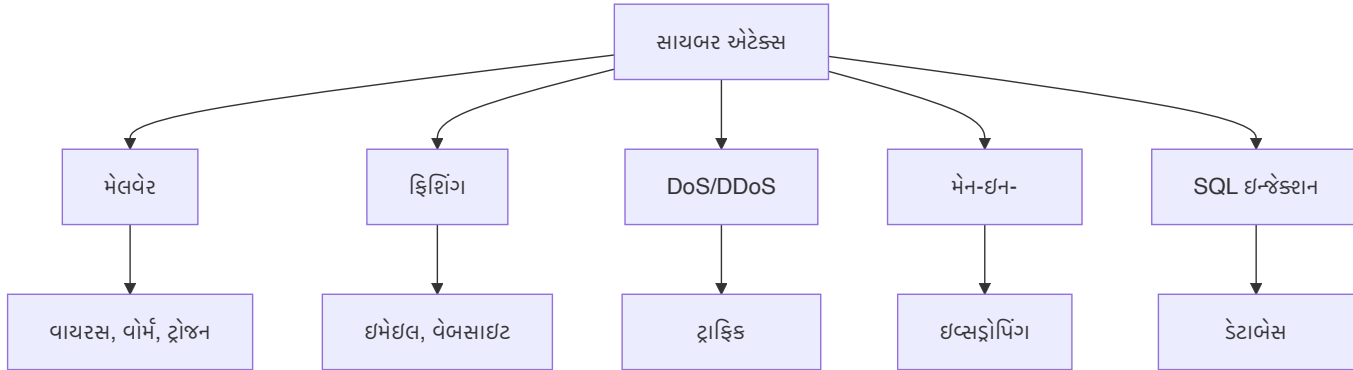 સાયબર એટેક્સ
મેલવેર
ફિશિંગ
DoS/DDoS
મેન-ઇન-
SQL ઇન્જેક્શન
વાયરસ, વોર્મ, ટ્રોજન
ઇમેઇલ, વેબસાઇટ
ટ્રાફિક
ઇવ્સડ્રોપિંગ
ડેટાબેસ